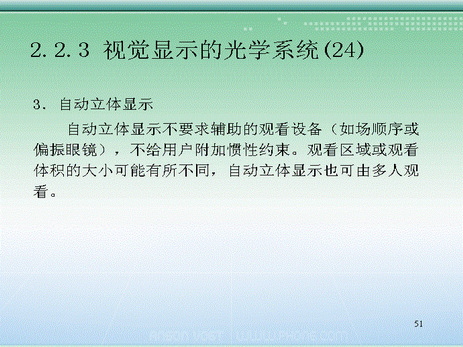 2.2.3 视觉显示的光学系统(24)
3. 自动立体显示
自动立体显示不要求辅助的观看设备（如场顺序或
偏振眼镜），不给用户附加惯性约束。观看区域或观看
体积的大小可能有所不同，自动立体显示也可由多人观
看。
51